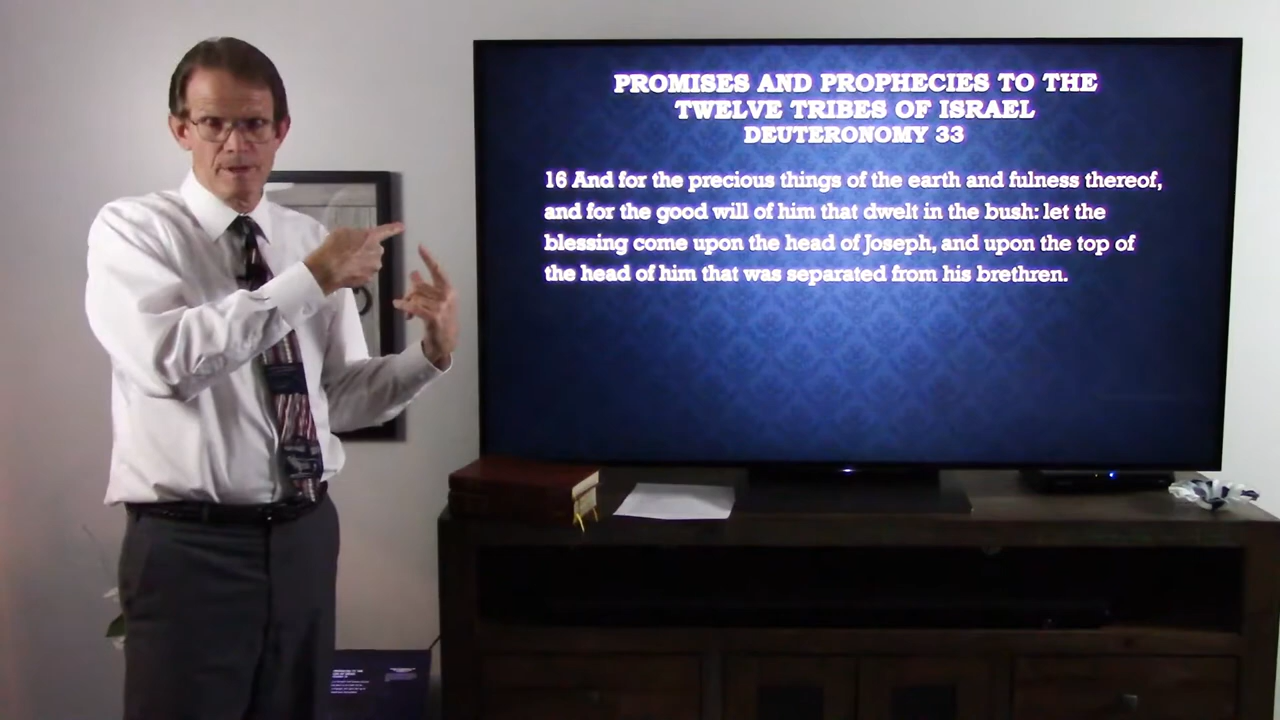 PROMISES AND PROPHECIES TO THE
TWELVE TRIBES OF ISRAEL
DEUTERONOMY 33
16 And for the precious things of the earth and fulness thereof,
and for the good will of him that dwelt in the bush: let the
blessing come upon the head of Joseph, and upon the top of
the head of him that was separated from his brethren.